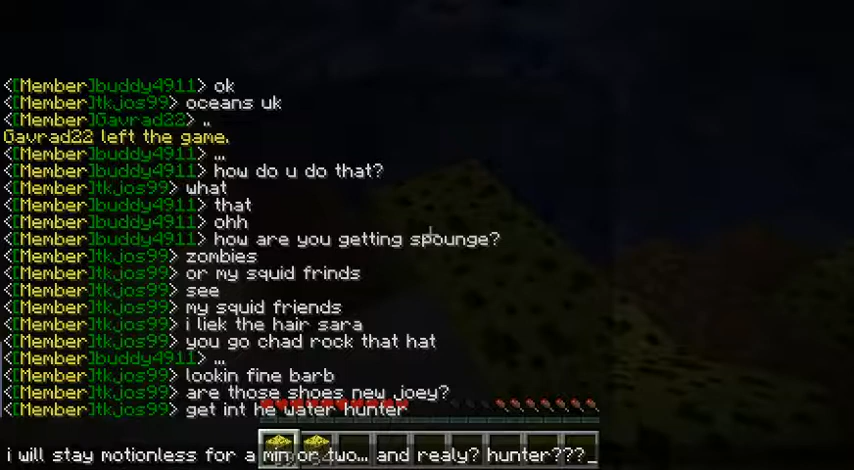 <[Member]buddy4911> ok
<[Member]tkjos99> oceans uk
<[Member]Gavrad22> ..
Gavrad22 left the game.
<[Member]buddy4911> ...
<[Member]buddy4911> how do u do that?
<[Member]tkjos99> what
<[Member]tkjos99> that
<[Member]buddy4911> ohh
<[Member]buddy4911> how are you getting spounge?
<[Member]tkjos99> zombies
<[Member]tkjos99> or my squid frinds
<[Member]tkjos99> see
<[Member]tkjos99> my squid friends
<[Member]tkjos99> i liek the hair sara
<[Member]tkjos99> you go chad rock that hat
<[Member]buddy4911> ...
<[Member]tkjos99> lookin fine barb
<[Member]tkjos99> are those shoes new joey?
<[Member]tkjos99> get int he water hunter
i will stay motionless for a min or two... and realy? hunter???_